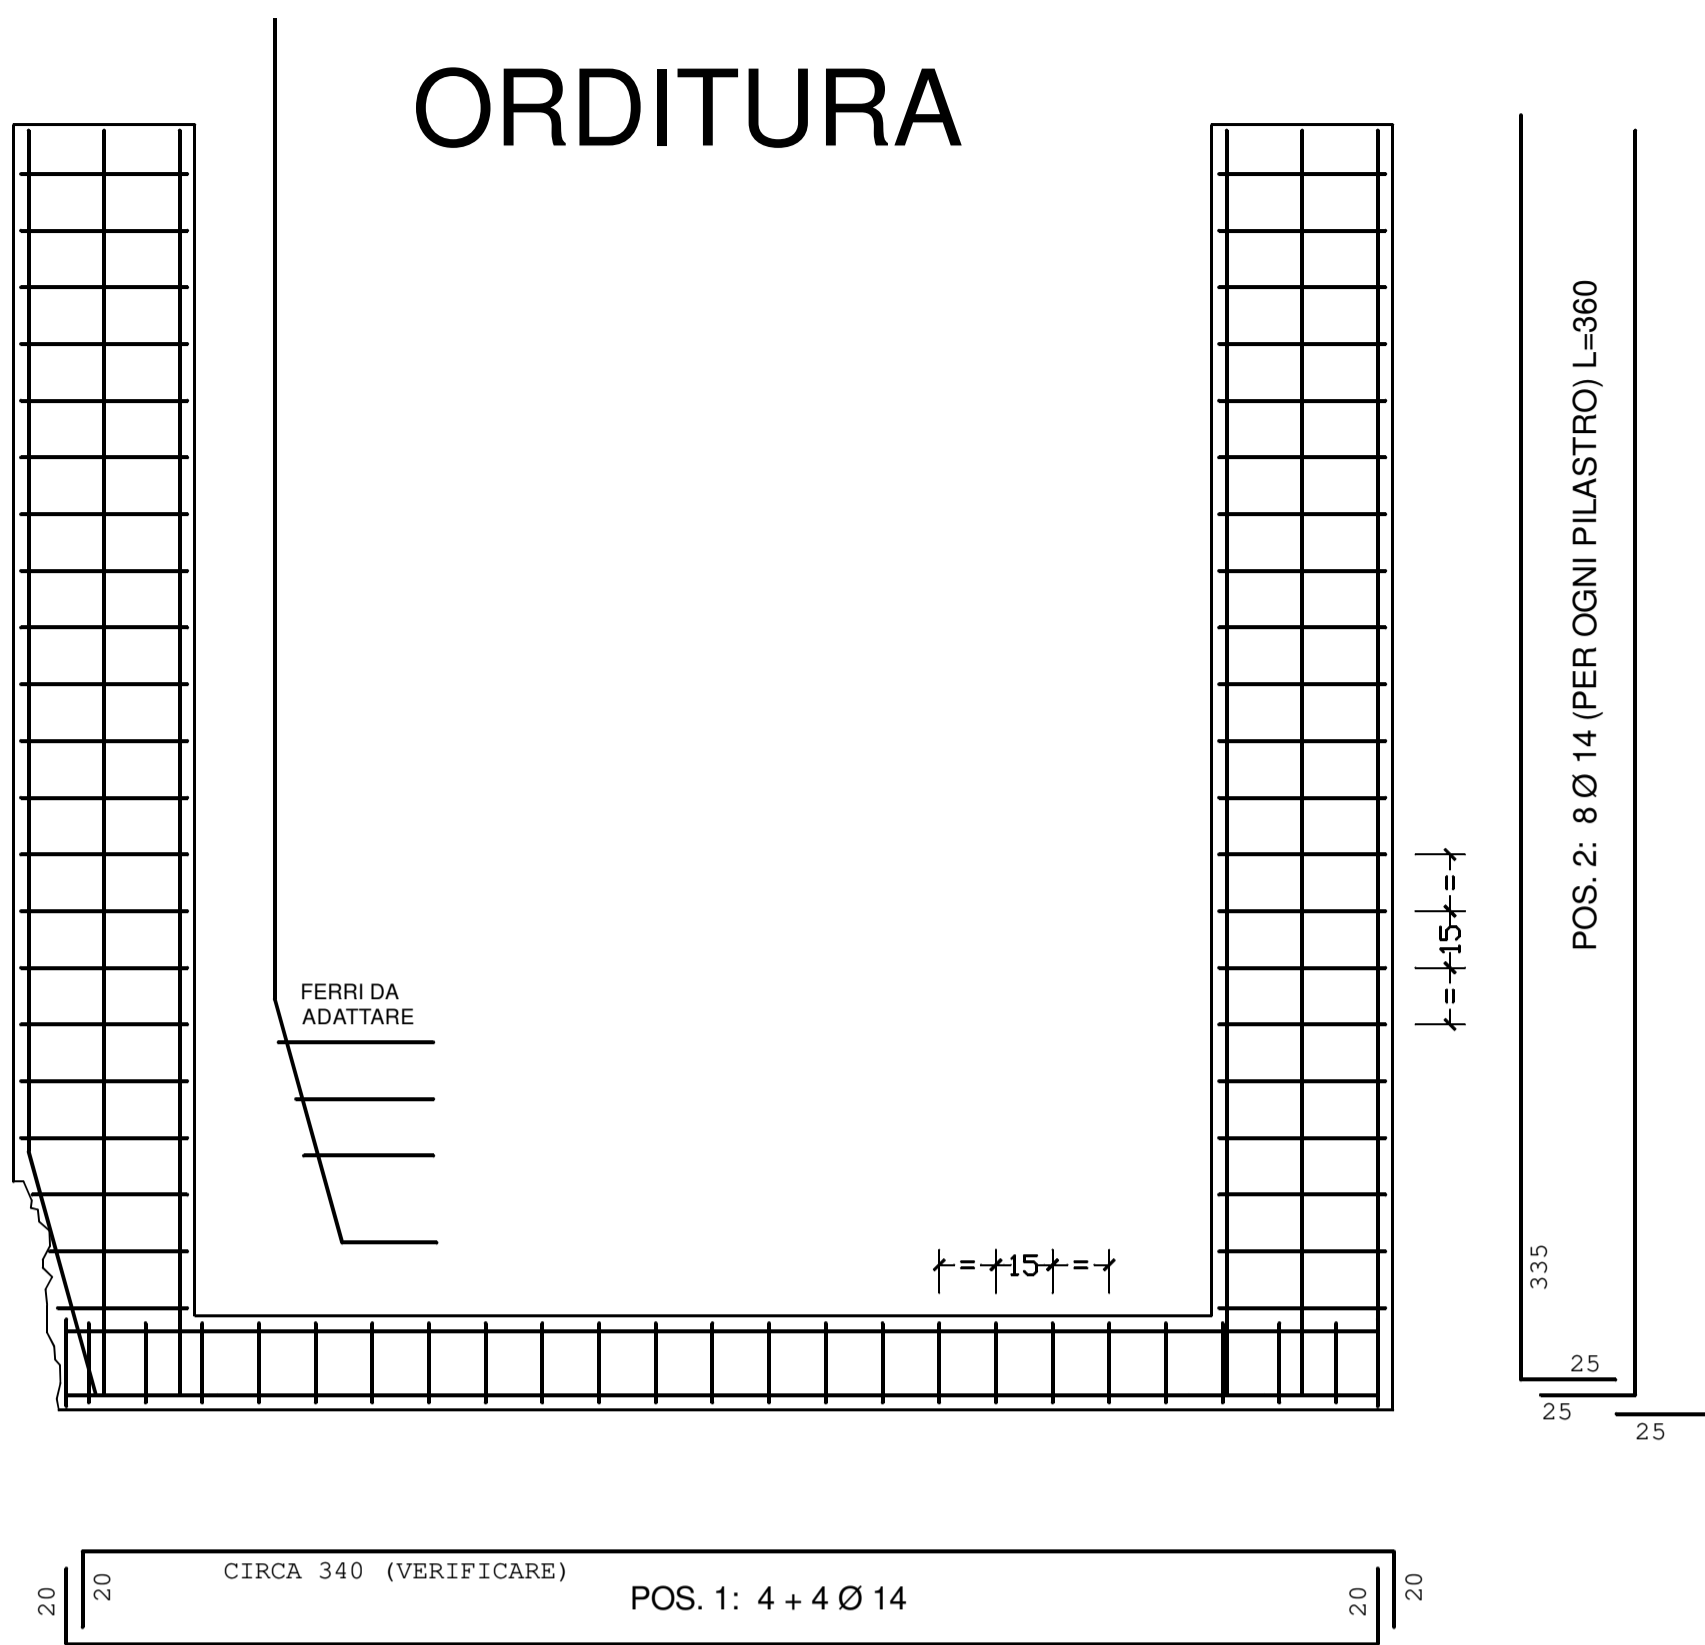 ORDITURA
POS. 2: 8 Ø 14 (PER OGNI PILASTRO) L=360
= 15 =
FERRI DA
ADATTARE
= 15 =
335
25
25
25
CIRCA 340 (VERIFICARE)
POS. 1: 4 + 4 Ø 14
20
20
20
20